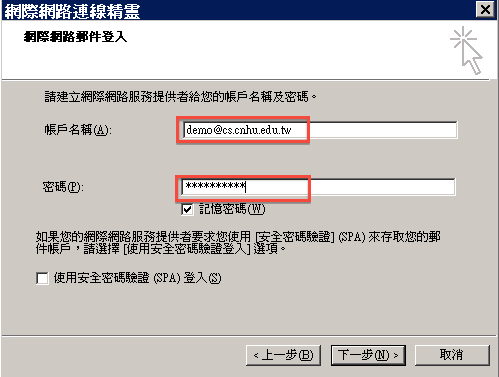 網際網路連線精靈
網際網路郵件登入
請建立網際網路服務提供者給您的帳戶名稱及密碼。
帳戶名稱(A):
demo@cs.cnhu.edu.tw
密碼(P):
**********
記憶密碼(W)
如果您的網際網路服務提供者要求您使用 [安全密碼驗證] (SPA) 來存取您的郵
件帳戶，請選擇 [使用安全密碼驗證登入] 選項。
使用安全密碼驗證 (SPA) 登入(S)
<上一步(B) 下一步(N)> 取消